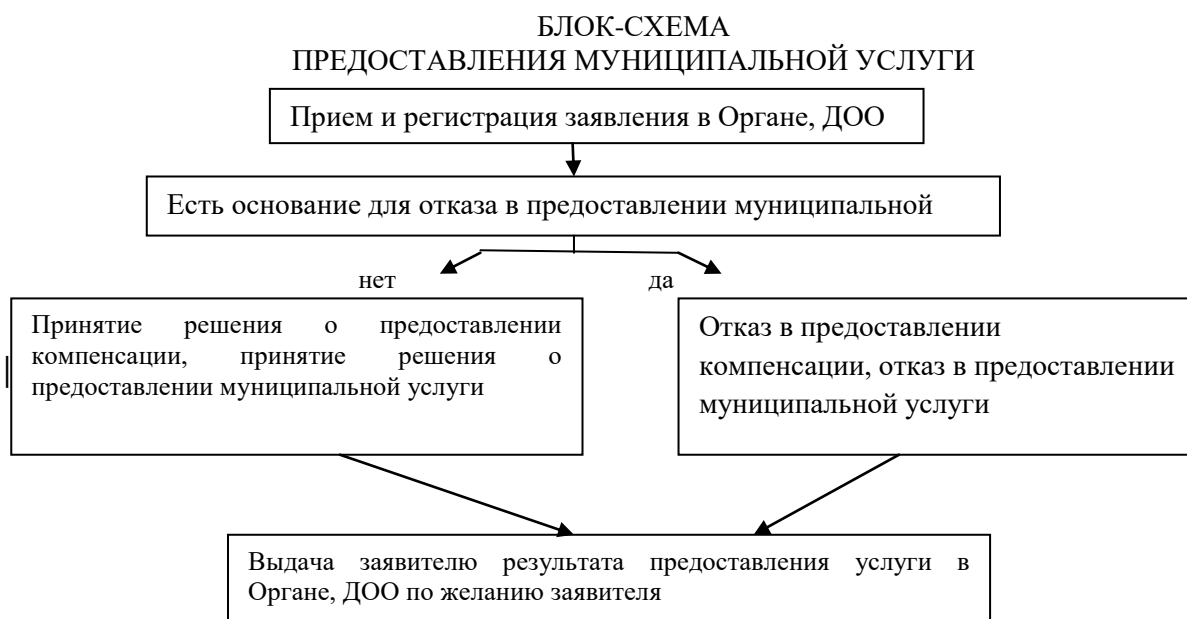 БЛОК-СХЕМА
ПРЕДОСТАВЛЕНИЯ МУНИЦИПАЛЬНОЙ УСЛУГИ
Прием и регистрация заявления в Органе, ДОО
Есть основание для отказа в предоставлении муниципальной
нет
да
Принятие решения о предоставлении
компенсации, принятие решения о
предоставлении муниципальной услуги
Отказ в предоставлении
компенсации, отказ в предоставлении
муниципальной услуги
Выдача заявителю результата предоставления услуги в
Органе, ДОО по желанию заявителя